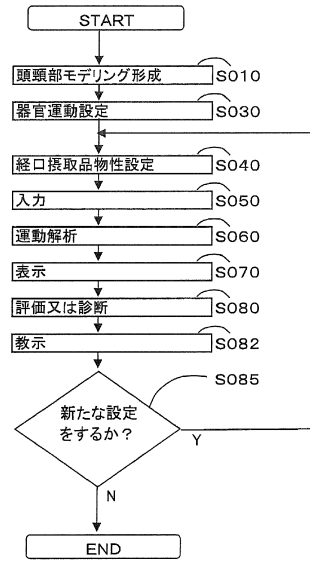 START
頭頸部モデリング形成 S010
器官運動設定 S030
経口摂取品物性設定 S040
入力 S050
運動解析 S060
表示 S070
評価又は診断 S080
教示 S082
S085
新たな設定
をするか？
Y
N
END